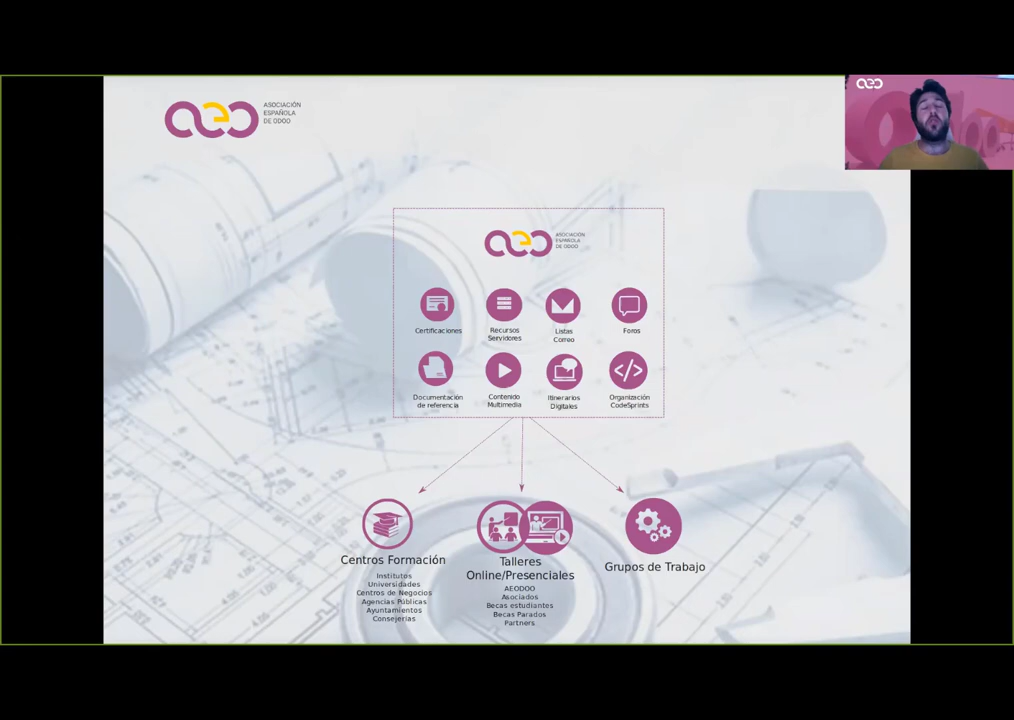 aeo
ASOCIACIÓN
ESPAÑOLA
DE ODOO
aeo
aeo
ASOCIACIÓN
ESPAÑOLA
DE ODOO
Certificaciones
Recursos
Servidores
Listas
Correo
Foros
Documentación
de referencia
Contenido
Multimedia
Itinerarios
Digitales
Organización
CodeSprints
Centros Formación
Institutos
Universidades
Centros de Negocios
Agencias Públicas
Ayuntamientos
Consejerías
Talleres
Online/Presenciales
AEODOO
Asociados
Becas estudiantes
Becas Parados
Partners
Grupos de Trabajo